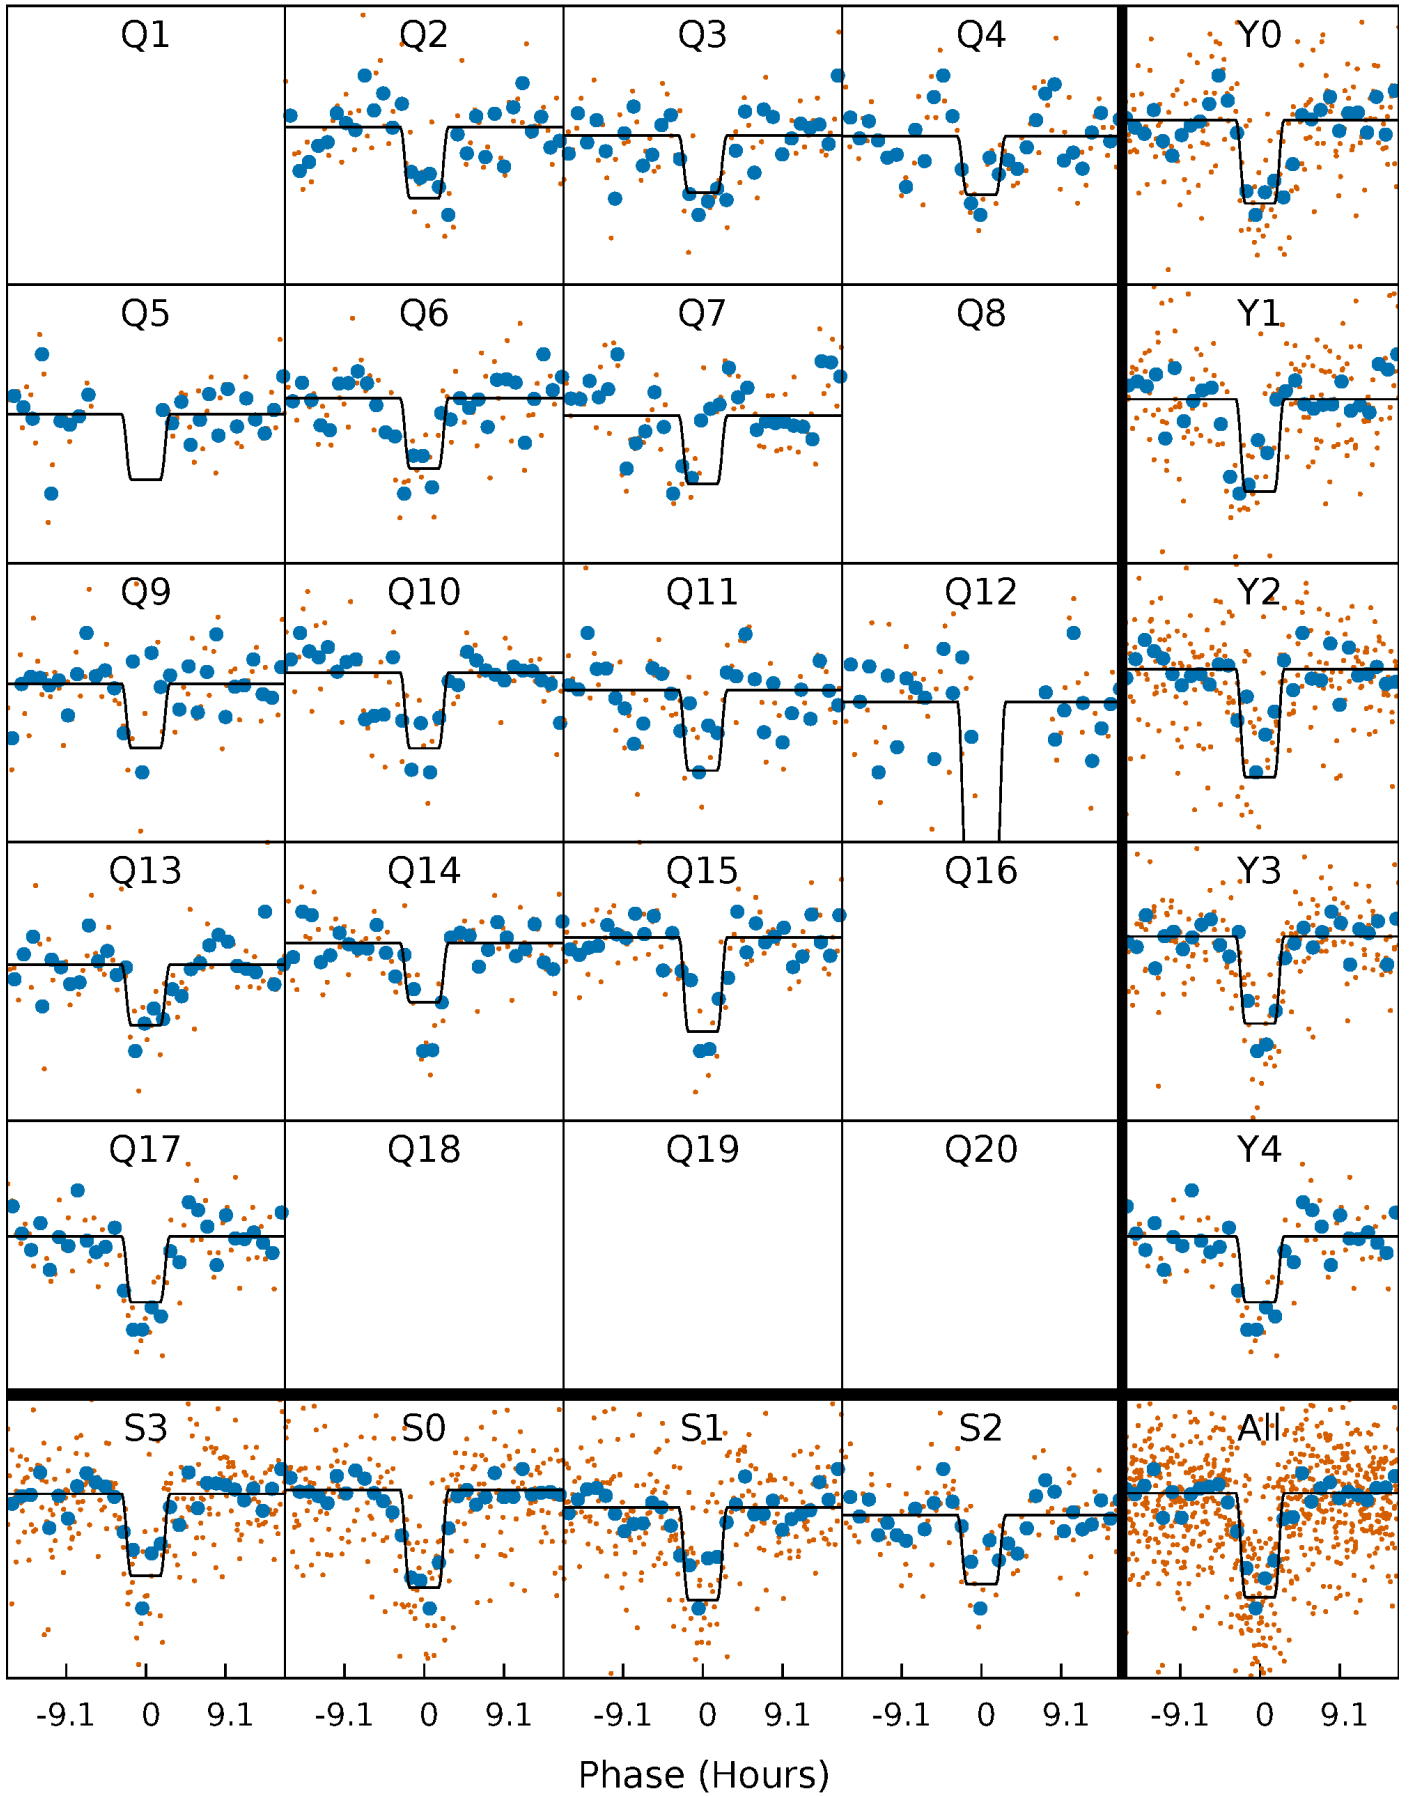 Q1 Q2 Q3 Q4 Y0
Q5 Q6 Q7 Q8 Y1
Q9 Q10 Q11 Q12 Y2
Q13 Q14 Q15 Q16 Y3
Q17 Q18 Q19 Q20 Y4
S3 S0 S1 S2 All
-9.1 0 9.1 -9.1 0 9.1 -9.1 0 9.1 -9.1 0 9.1 -9.1 0 9.1
Phase (Hours)